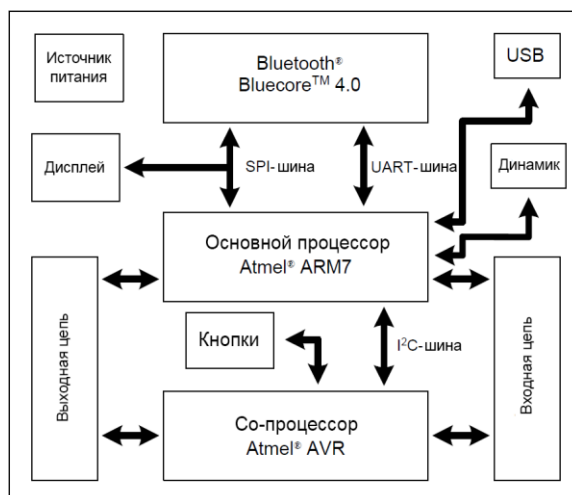 Источник
питания
Bluetooth®
Bluecore™ 4.0
USB
Дисплей
SPI-шина
UART-шина
Динамик
Основной процессор
Atmel® ARM7
Выходная цепь
Кнопки
I²C-шина
Входная цепь
Со-процессор
Atmel® AVR